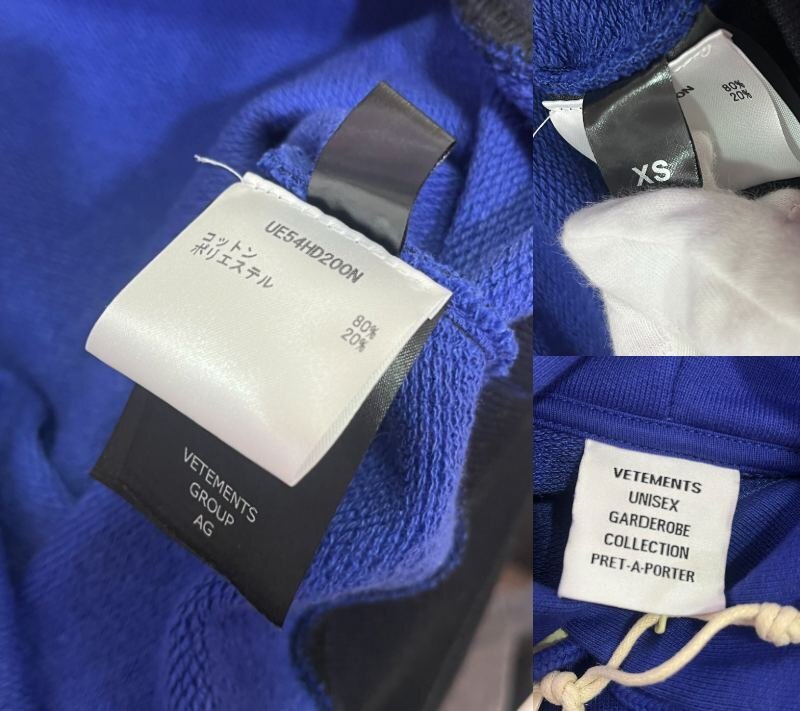 UE54HD200N
コットン
ポリエステル
80%
20%
VETEMENTS
GROUP
AG
ON
80%
20%
XS
VETEMENTS
UNISEX
GARDEROBE
COLLECTION
PRET-A-PORTER